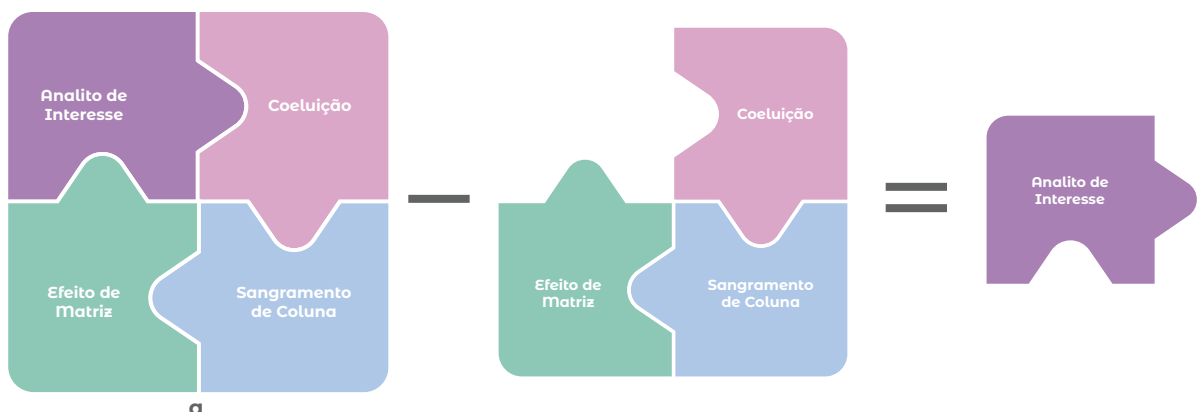 Analito de
Interesse
Coeluição
Efeito de
Matriz
Sangramento
de Coluna
Coeluição
Efeito de
Matriz
Sangramento
de Coluna
Analito de
Interesse